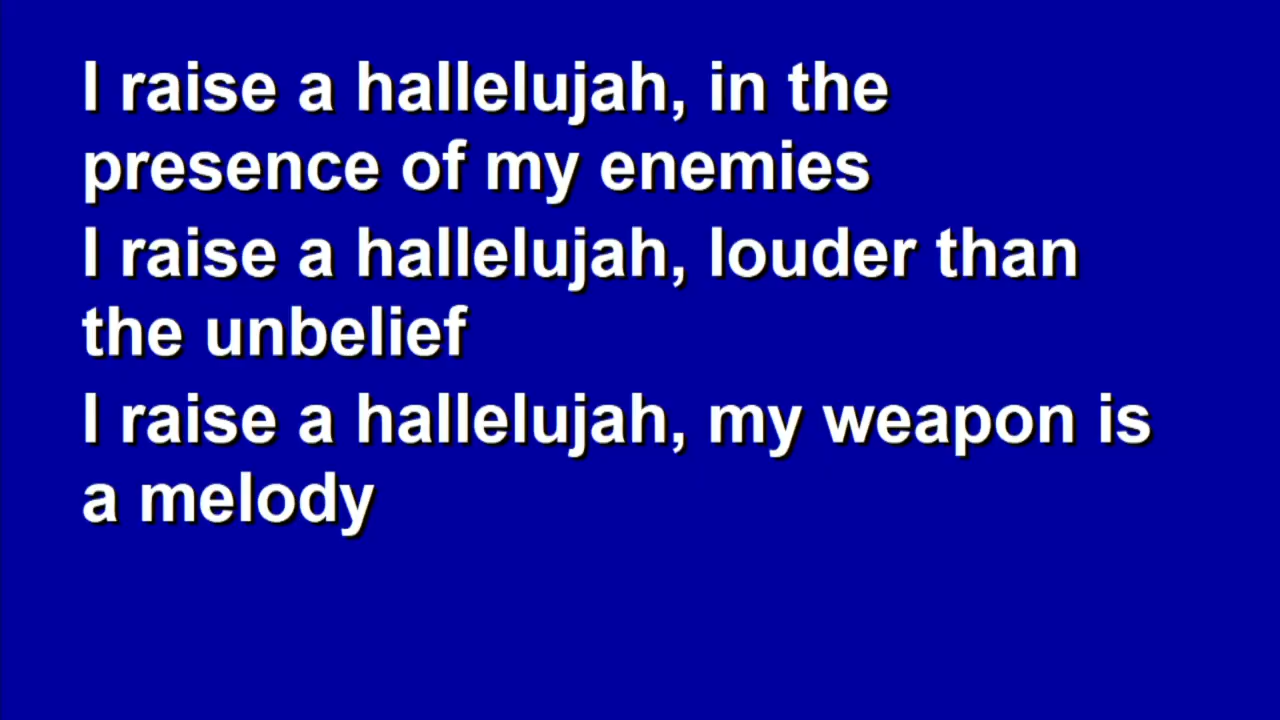 I raise a hallelujah, in the
presence of my enemies
I raise a hallelujah, louder than
the unbelief
I raise a hallelujah, my weapon is
a melody